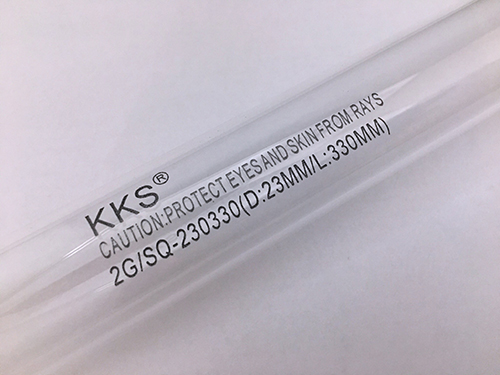 KKS®
CAUTION:PROTECT EYES AND SKIN FROM RAYS
2G/SQ-230330(D:23MM/L:330MM)